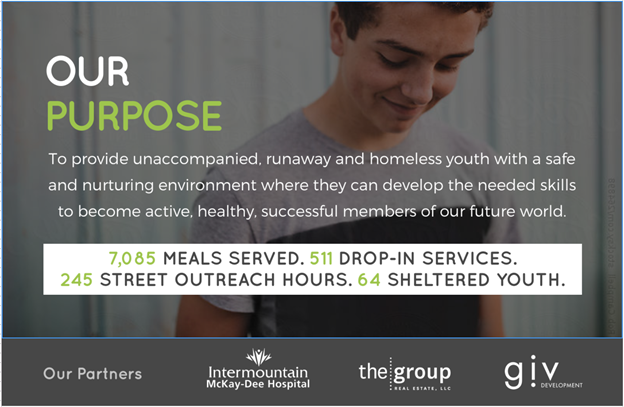 OUR
PURPOSE
To provide unaccompanied, runaway and homeless youth with a safe
and nurturing environment where they can develop the needed skills
to become active, healthy, successful members of our future world.
7,085 MEALS SERVED. 511 DROP-IN SERVICES.
245 STREET OUTREACH HOURS. 64 SHELTERED YOUTH.
Our Partners
Intermountain
McKay-Dee Hospital
the group
REAL ESTATE, LLC
giv
DEVELOPMENT